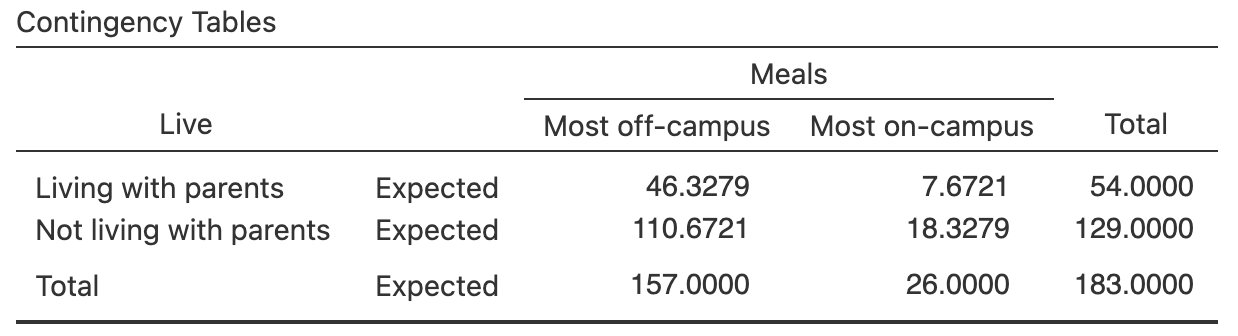 Contingency Tables
Meals
Live Most off-campus Most on-campus Total
Living with parents Expected 46.3279 7.6721 54.0000
Not living with parents Expected 110.6721 18.3279 129.0000
Total Expected 157.0000 26.0000 183.0000